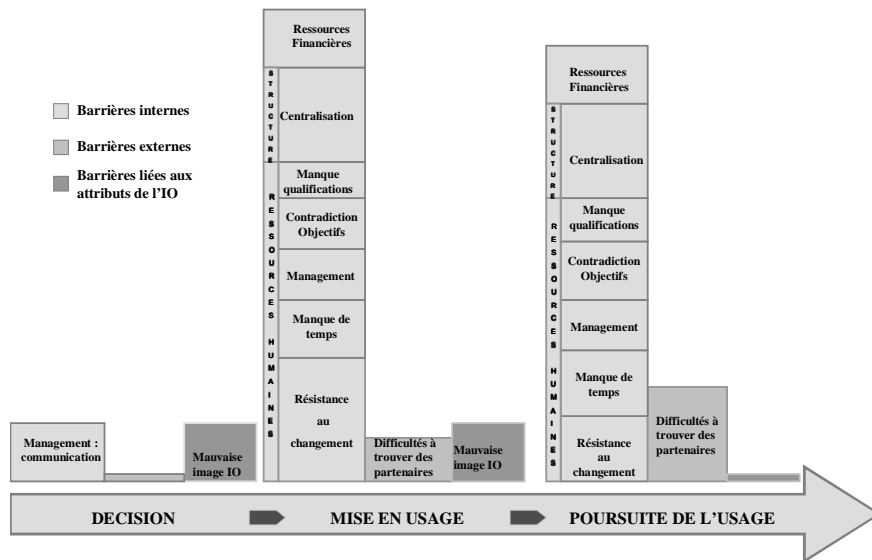 Barrières internes
Barrières externes
Barrières liées aux
attributs de l'IO
Management :
communication
Mauvaise
image IO
Ressources
Financières
STRUCTURE
Centralisation
RESSOURCES HUMAINES
Manque
qualifications
Contradiction
Objectifs
Management
Manque de
temps
Résistance
au
changement
Difficultés à
trouver des
partenaires
Mauvaise
image IO
Ressources
Financières
STRUCTURE
Centralisation
RESSOURCES HUMAINES
Manque
qualifications
Contradiction
Objectifs
Management
Manque
de temps
Résistance
au
changement
Difficultés à
trouver des
partenaires
DECISION
MISE EN USAGE
POURSUITE DE L'USAGE